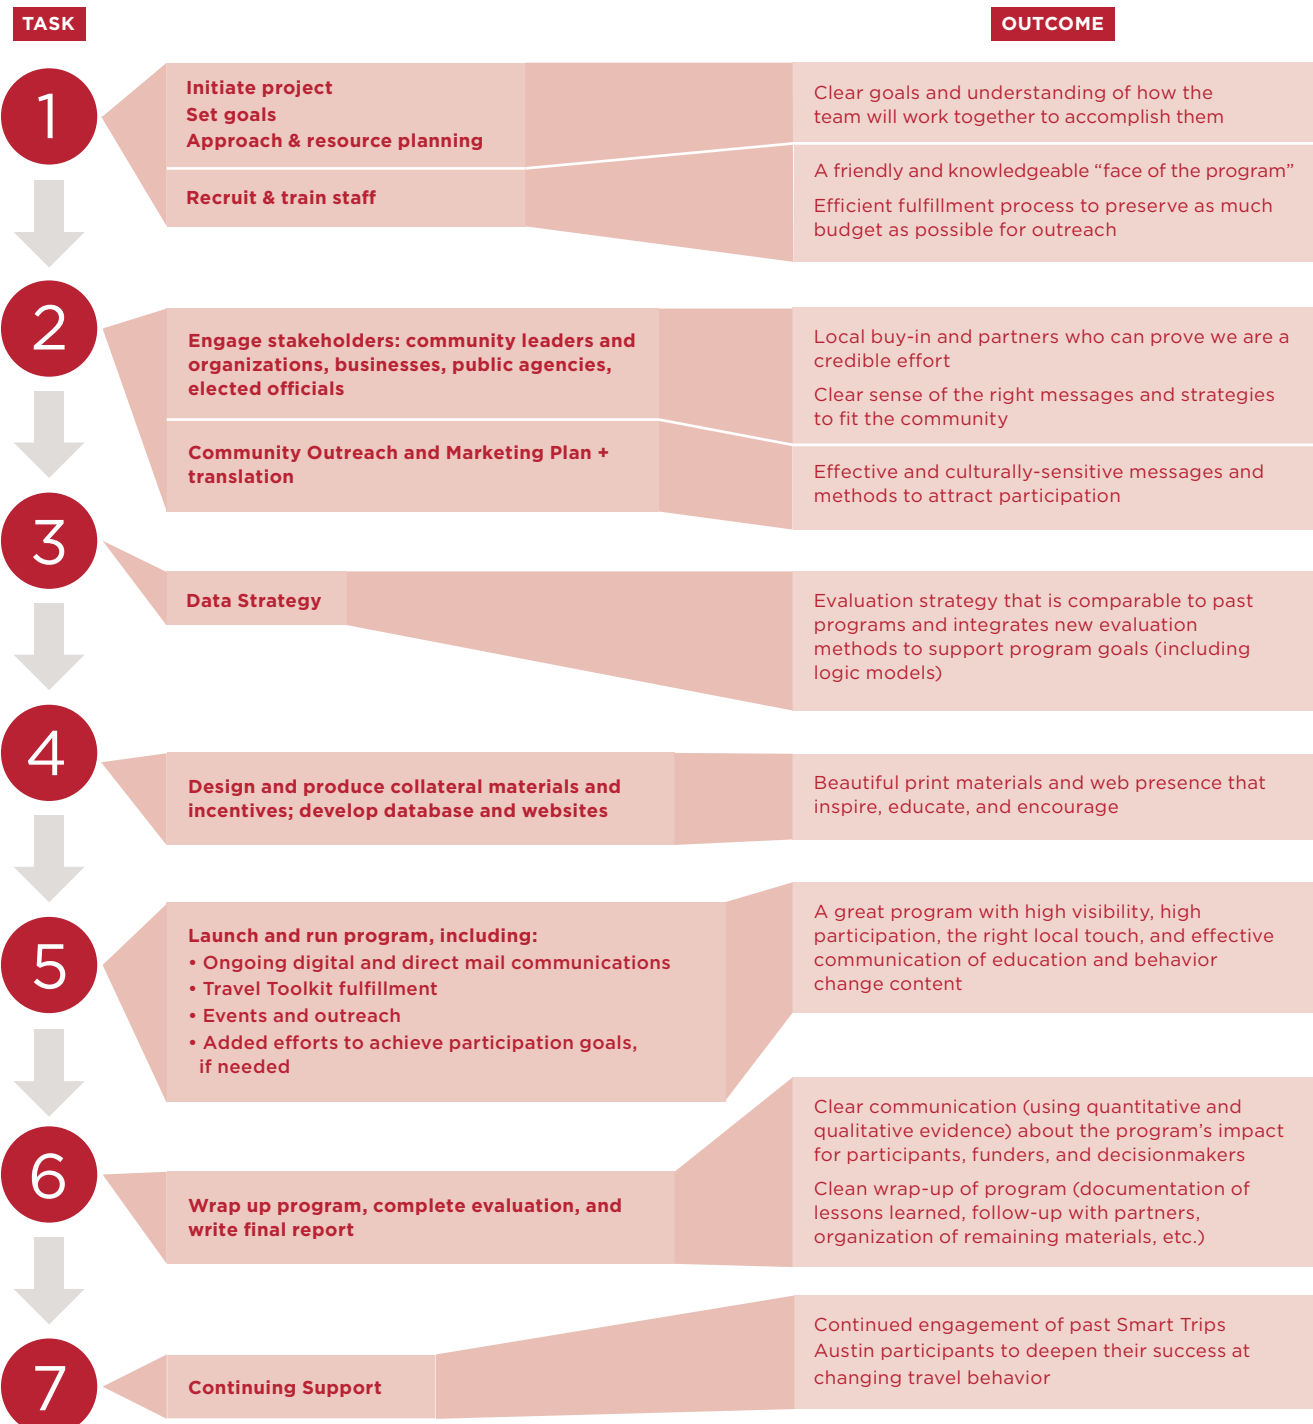 TASK
OUTCOME
1
Initiate project
Set goals
Approach & resource planning
Recruit & train staff
Clear goals and understanding of how the
team will work together to accomplish them
A friendly and knowledgeable “face of the program”
Efficient fulfillment process to preserve as much
budget as possible for outreach
2
Engage stakeholders: community leaders and
organizations, businesses, public agencies,
elected officials
Community Outreach and Marketing Plan +
translation
Local buy-in and partners who can prove we are a
credible effort
Clear sense of the right messages and strategies
to fit the community
Effective and culturally-sensitive messages and
methods to attract participation
3
Data Strategy
Evaluation strategy that is comparable to past
programs and integrates new evaluation
methods to support program goals (including
logic models)
4
Design and produce collateral materials and
incentives; develop database and websites
Beautiful print materials and web presence that
inspire, educate, and encourage
5
Launch and run program, including:
• Ongoing digital and direct mail communications
• Travel Toolkit fulfillment
• Events and outreach
• Added efforts to achieve participation goals,
if needed
A great program with high visibility, high
participation, the right local touch, and effective
communication of education and behavior
change content
6
Wrap up program, complete evaluation, and
write final report
Clear communication (using quantitative and
qualitative evidence) about the program’s impact
for participants, funders, and decisionmakers
Clean wrap-up of program (documentation of
lessons learned, follow-up with partners,
organization of remaining materials, etc.)
7
Continuing Support
Continued engagement of past Smart Trips
Austin participants to deepen their success at
changing travel behavior